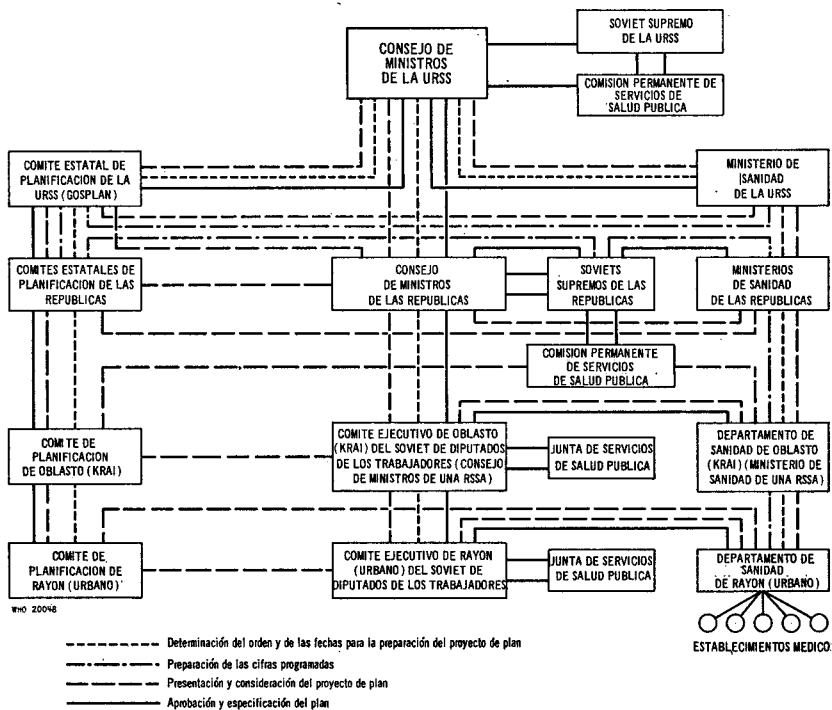 CONSEJO DE
MINISTROS
DE LA URSS
SOVIET SUPREMO
DE LA URSS
COMISION PERMANENTE DE
SERVICIOS DE
SALUD PUBLICA
COMITE ESTATAL DE
PLANIFICACION DE LA
URSS (GOSPLAN)
MINISTERIO DE
SANIDAD
DE LA URSS
COMITES ESTATALES DE
PLANIFICACION DE LAS
REPUBLICAS
CONSEJO
DE MINISTROS
DE LAS REPUBLICAS
SOVIETS
SUPREMOS DE LAS
REPUBLICAS
MINISTERIOS
DE SANIDAD
DE LAS REPUBLICAS
COMISION PERMANENTE
DE SERVICIOS
DE SALUD PUBLICA
COMITE DE
PLANIFICACION
DE OBLASTO (KRAI)
COMITE EJECUTIVO DE OBLASTO
(KRAI) DEL SOVIET DE DIPUTADOS
DE LOS TRABAJADORES (CONSEJO
DE MINISTROS DE UNA RSSA)
JUNTA DE SERVICIOS
DE SALUD PUBLICA
DEPARTAMENTO DE
SANIDAD DE OBLASTO
(KRAI) (MINISTERIO DE
SANIDAD DE UNA RSSA)
COMITE DE
PLANIFICACION DE
RAYON (URBANO)
COMITE EJECUTIVO DE RAYON
(URBANO) DEL SOVIET DE
DIPUTADOS DE LOS TRABAJADORES
JUNTA DE SERVICIOS
DE SALUD PUBLICA
DEPARTAMENTO DE
SANIDAD
DE RAYON (URBANO)
WHO 20048
ESTABLECIMIENTOS MEDICO
Determinación del orden y de las fechas para la preparación del proyecto de plan
Preparación de las cifras programadas
Presentación y consideración del proyecto de plan
Aprobación y especificación del plan